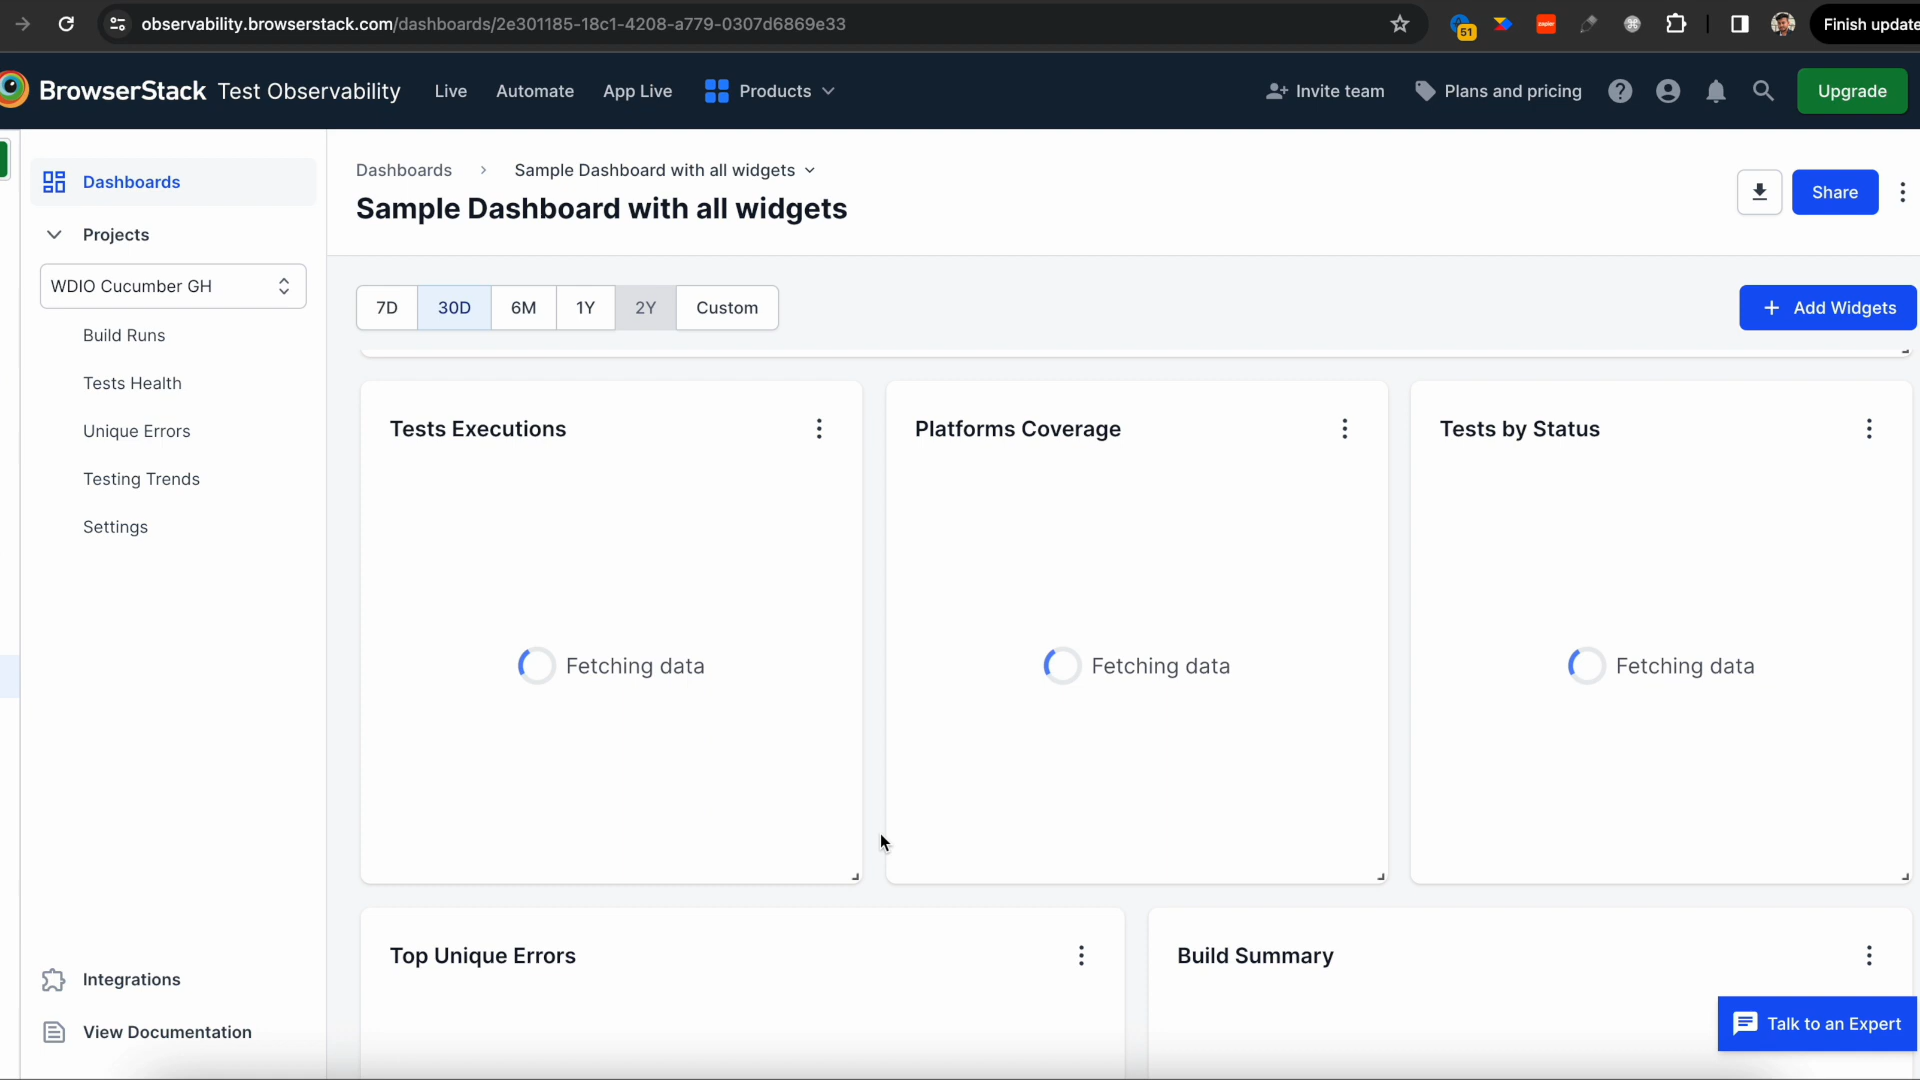 observability.browserstack.com/dashboards/2e301185-18c1-4208-a779-0307d6869e33
51
zapier
Finish update
BrowserStack Test Observability
Live
Automate
App Live
Products
Invite team
Plans and pricing
?
Upgrade
Dashboards
Projects
WDIO Cucumber GH
Build Runs
Tests Health
Unique Errors
Testing Trends
Settings
Integrations
View Documentation
Dashboards > Sample Dashboard with all widgets
Sample Dashboard with all widgets
Share
7D
30D
6M
1Y
2Y
Custom
+ Add Widgets
Tests Executions
Fetching data
Platforms Coverage
Fetching data
Tests by Status
Fetching data
Top Unique Errors
Build Summary
Talk to an Expert